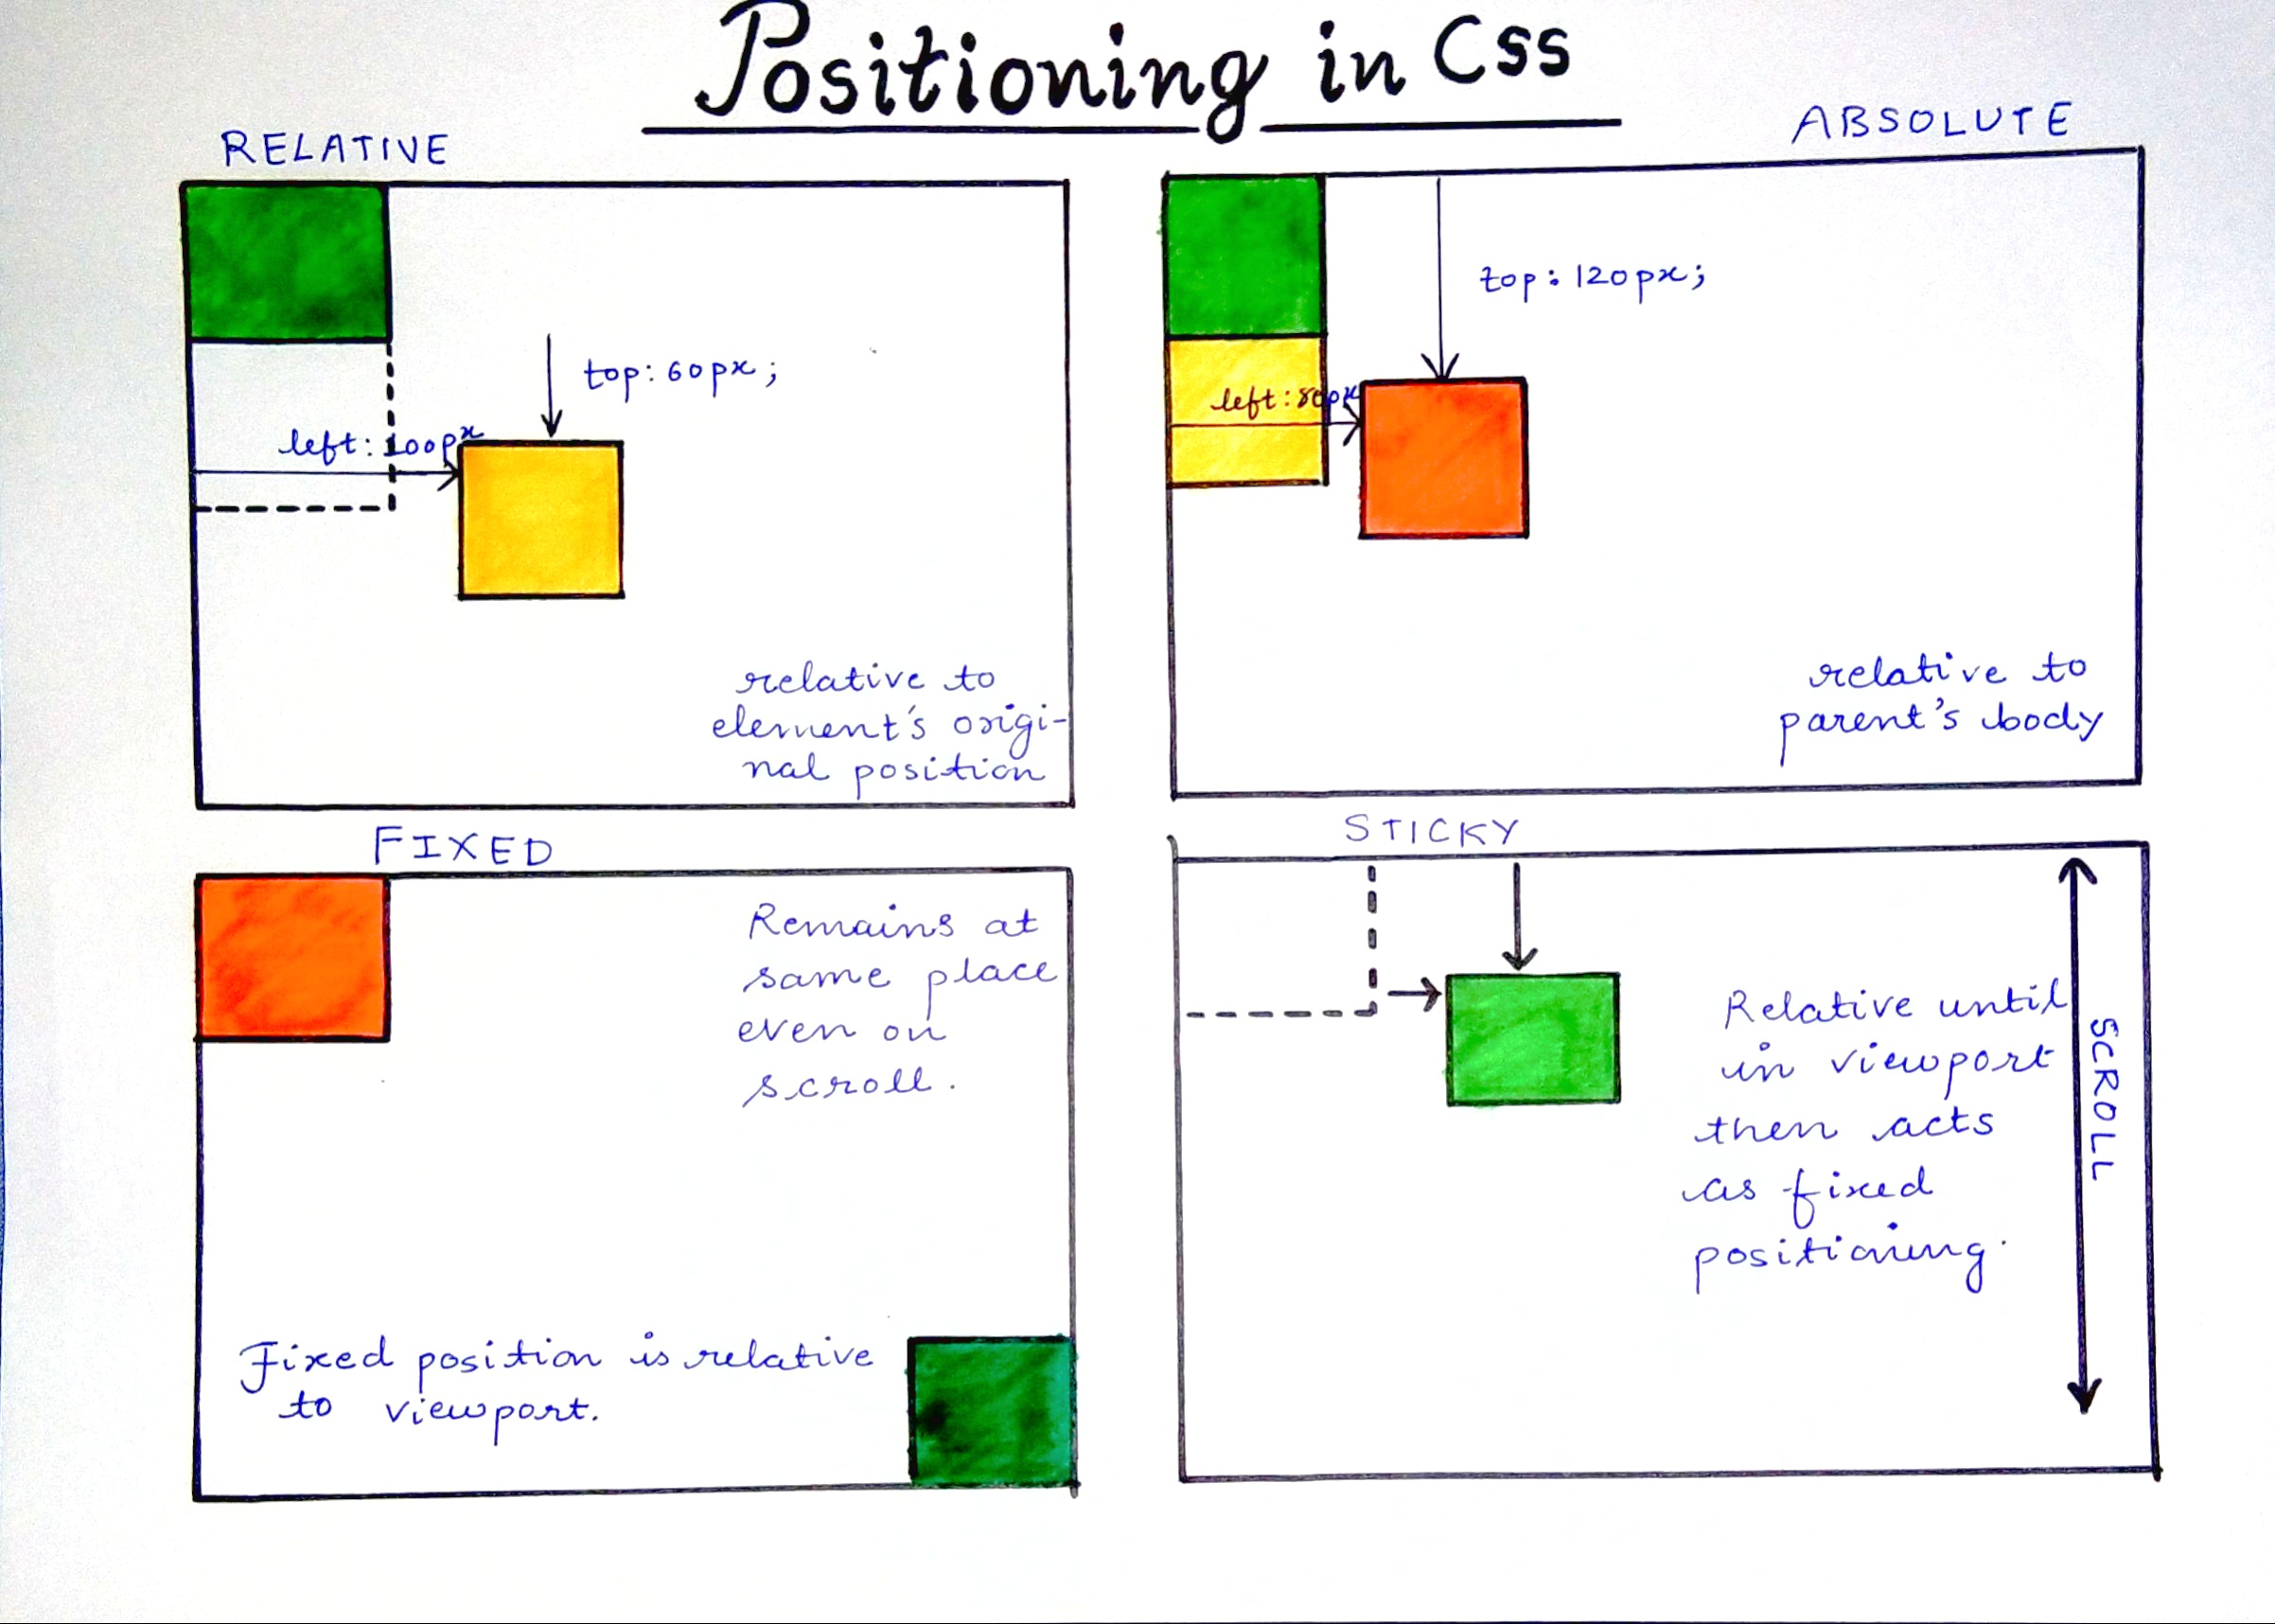 Positioning in Css
RELATIVE
top: 60px;
left: 100px
relative to
element's origi-
nal position
ABSOLUTE
top: 120px;
left: 80px
relative to
parent's body
FIXED
Remains at
same place
even on
scroll.
Fixed position is relative
to viewport.
STICKY
Relative until
in viewport
then acts
as fixed
positioning.
SCROLL